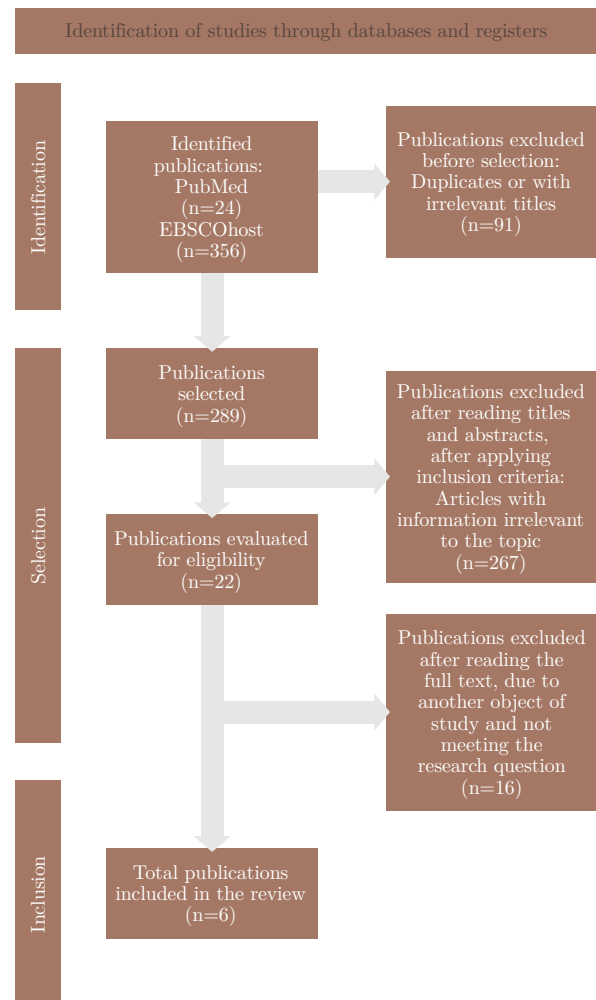 Identification of studies through databases and registers
Identification
Identified
publications:
PubMed
(n=24)
EBSCOhost
(n=356)
Publications excluded
before selection:
Duplicates or with
irrelevant titles
(n=91)
Selection
Publications
selected
(n=289)
Publications excluded
after reading titles
and abstracts,
after applying
inclusion criteria:
Articles with
information irrelevant
to the topic
(n=267)
Publications evaluated
for eligibility
(n=22)
Publications excluded
after reading the
full text, due to
another object of
study and not
meeting the
research question
(n=16)
Inclusion
Total publications
included in the review
(n=6)